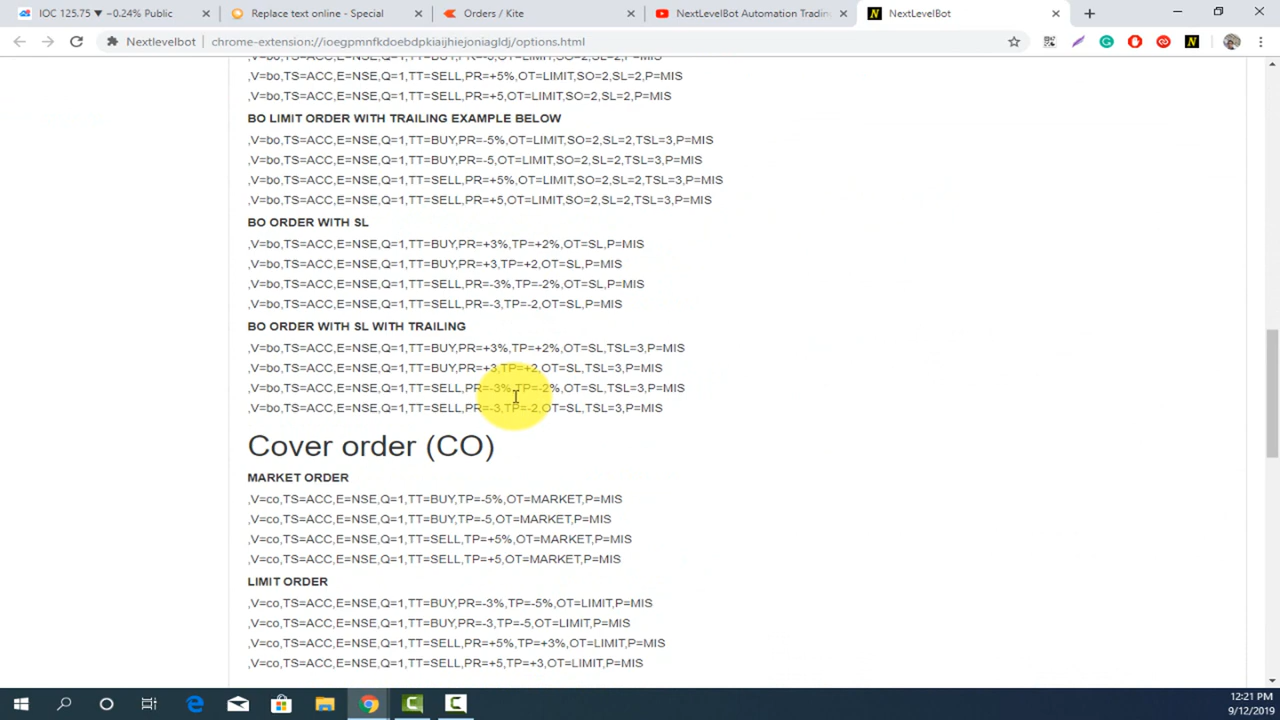 IOC 125.75 ▼ −0.24% Public
Replace text online - Special
Orders / Kite
NextLevelBot Automation Trading
NextLevelBot
Nextlevelbot
chrome-extension://ioegpmnfkdoebdpkiaijhiejoniagldj/options.html
,V=bo,TS=ACC,E=NSE,Q=1,TT=BUY,PR=-5,OT=LIMIT,SO=2,SL=2,P=MIS
,V=bo,TS=ACC,E=NSE,Q=1,TT=SELL,PR=+5%,OT=LIMIT,SO=2,SL=2,P=MIS
,V=bo,TS=ACC,E=NSE,Q=1,TT=SELL,PR=+5,OT=LIMIT,SO=2,SL=2,P=MIS
BO LIMIT ORDER WITH TRAILING EXAMPLE BELOW
,V=bo,TS=ACC,E=NSE,Q=1,TT=BUY,PR=-5%,OT=LIMIT,SO=2,SL=2,TSL=3,P=MIS
,V=bo,TS=ACC,E=NSE,Q=1,TT=BUY,PR=-5,OT=LIMIT,SO=2,SL=2,TSL=3,P=MIS
,V=bo,TS=ACC,E=NSE,Q=1,TT=SELL,PR=+5%,OT=LIMIT,SO=2,SL=2,TSL=3,P=MIS
,V=bo,TS=ACC,E=NSE,Q=1,TT=SELL,PR=+5,OT=LIMIT,SO=2,SL=2,TSL=3,P=MIS
BO ORDER WITH SL
,V=bo,TS=ACC,E=NSE,Q=1,TT=BUY,PR=+3%,TP=+2%,OT=SL,P=MIS
,V=bo,TS=ACC,E=NSE,Q=1,TT=BUY,PR=+3,TP=+2,OT=SL,P=MIS
,V=bo,TS=ACC,E=NSE,Q=1,TT=SELL,PR=-3%,TP=-2%,OT=SL,P=MIS
,V=bo,TS=ACC,E=NSE,Q=1,TT=SELL,PR=-3,TP=-2,OT=SL,P=MIS
BO ORDER WITH SL WITH TRAILING
,V=bo,TS=ACC,E=NSE,Q=1,TT=BUY,PR=+3%,TP=+2%,OT=SL,TSL=3,P=MIS
,V=bo,TS=ACC,E=NSE,Q=1,TT=BUY,PR=+3,TP=+2,OT=SL,TSL=3,P=MIS
,V=bo,TS=ACC,E=NSE,Q=1,TT=SELL,PR=-3%,TP=-2%,OT=SL,TSL=3,P=MIS
,V=bo,TS=ACC,E=NSE,Q=1,TT=SELL,PR=-3,TP=-2,OT=SL,TSL=3,P=MIS
Cover order (CO)
MARKET ORDER
,V=co,TS=ACC,E=NSE,Q=1,TT=BUY,TP=-5%,OT=MARKET,P=MIS
,V=co,TS=ACC,E=NSE,Q=1,TT=BUY,TP=-5,OT=MARKET,P=MIS
,V=co,TS=ACC,E=NSE,Q=1,TT=SELL,TP=+5%,OT=MARKET,P=MIS
,V=co,TS=ACC,E=NSE,Q=1,TT=SELL,TP=+5,OT=MARKET,P=MIS
LIMIT ORDER
,V=co,TS=ACC,E=NSE,Q=1,TT=BUY,PR=-3%,TP=-5%,OT=LIMIT,P=MIS
,V=co,TS=ACC,E=NSE,Q=1,TT=BUY,PR=-3,TP=-5,OT=LIMIT,P=MIS
,V=co,TS=ACC,E=NSE,Q=1,TT=SELL,PR=+5%,TP=+3%,OT=LIMIT,P=MIS
,V=co,TS=ACC,E=NSE,Q=1,TT=SELL,PR=+5,TP=+3,OT=LIMIT,P=MIS
12:21 PM
9/12/2019